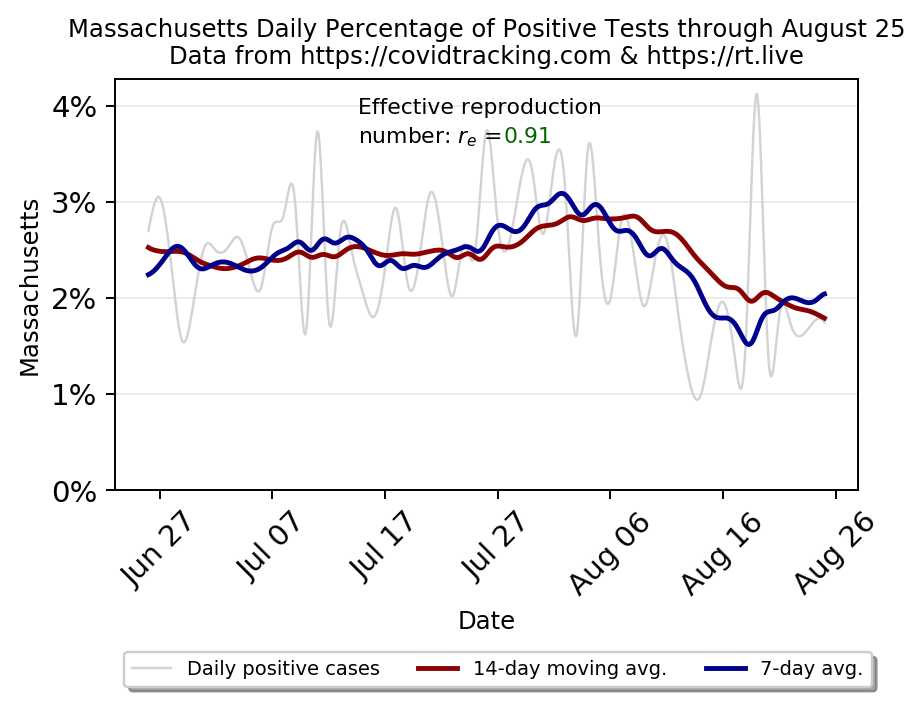 Massachusetts Daily Percentage of Positive Tests through August 25
Data from https://covidtracking.com & https://rt.live
Effective reproduction
number: rₑ =0.91
Massachusetts
4%
3%
2%
1%
0%
Jun 27
Jul 07
Jul 17
Jul 27
Aug 06
Aug 16
Aug 26
Date
Daily positive cases
14-day moving avg.
7-day avg.